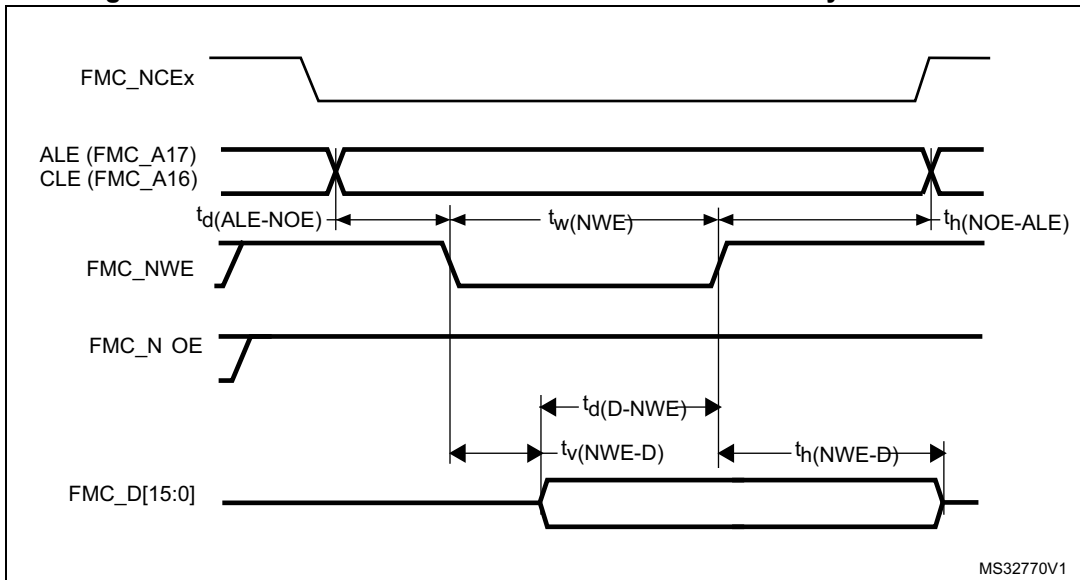 FMC_NCEx
ALE (FMC_A17)
CLE (FMC_A16)
td(ALE-NOE)
tw(NWE)
th(NOE-ALE)
FMC_NWE
FMC_N OE
td(D-NWE)
tv(NWE-D)
th(NWE-D)
FMC_D[15:0]
MS32770V1